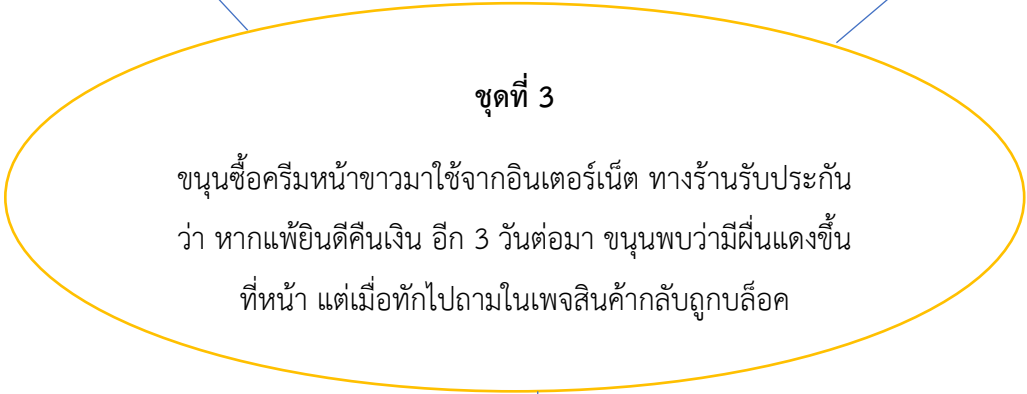 ชุดที่ 3
ขนุนซื้อครีมหน้าขาวมาใช้จากอินเตอร์เน็ต ทางร้านรับประกัน
ว่า หากแพ้ยินดีคืนเงิน อีก 3 วันต่อมา ขนุนพบว่ามีผื่นแดงขึ้น
ที่หน้า แต่เมื่อทักไปถามในเพจสินค้ากลับถูกบล็อค